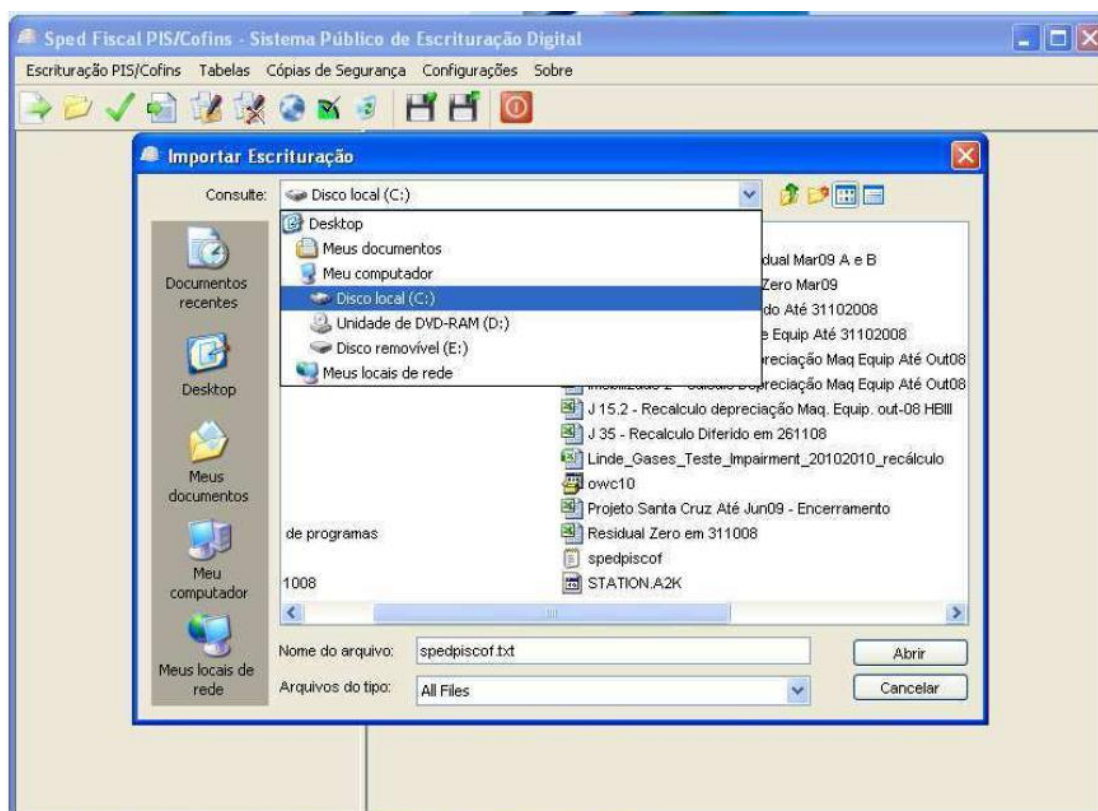 Sped Fiscal PIS/Cofins - Sistema Público de Escrituração Digital
Escrituração PIS/Cofins Tabelas Cópias de Segurança Configurações Sobre
Importar Escrituração
Consulte: Disco local (C:)
Desktop
Meus documentos
Meu computador
Disco local (C:)
Unidade de DVD-RAM (D:)
Disco removível (E:)
Meus locais de rede
Documentos
recentes
Desktop
Meus
documentos
Meu
computador
Meus locais de
rede
de programas
1008
dual Mar09 A e B
Zero Mar09
do Até 31102008
e Equip Até 31102008
reciação Maq Equip Até Out08
Depreciação Maq Equip Até Out08
J 15.2 - Recalculo depreciação Maq. Equip. out-08 HBIII
J 35 - Recalculo Diferido em 261108
Linde_Gases_Teste_Impairment_20102010_recálculo
owc10
Projeto Santa Cruz Até Jun09 - Encerramento
Residual Zero em 311008
spedpiscof
STATION.A2K
Nome do arquivo: spedpiscof.txt
Abrir
Arquivos do tipo: All Files
Cancelar